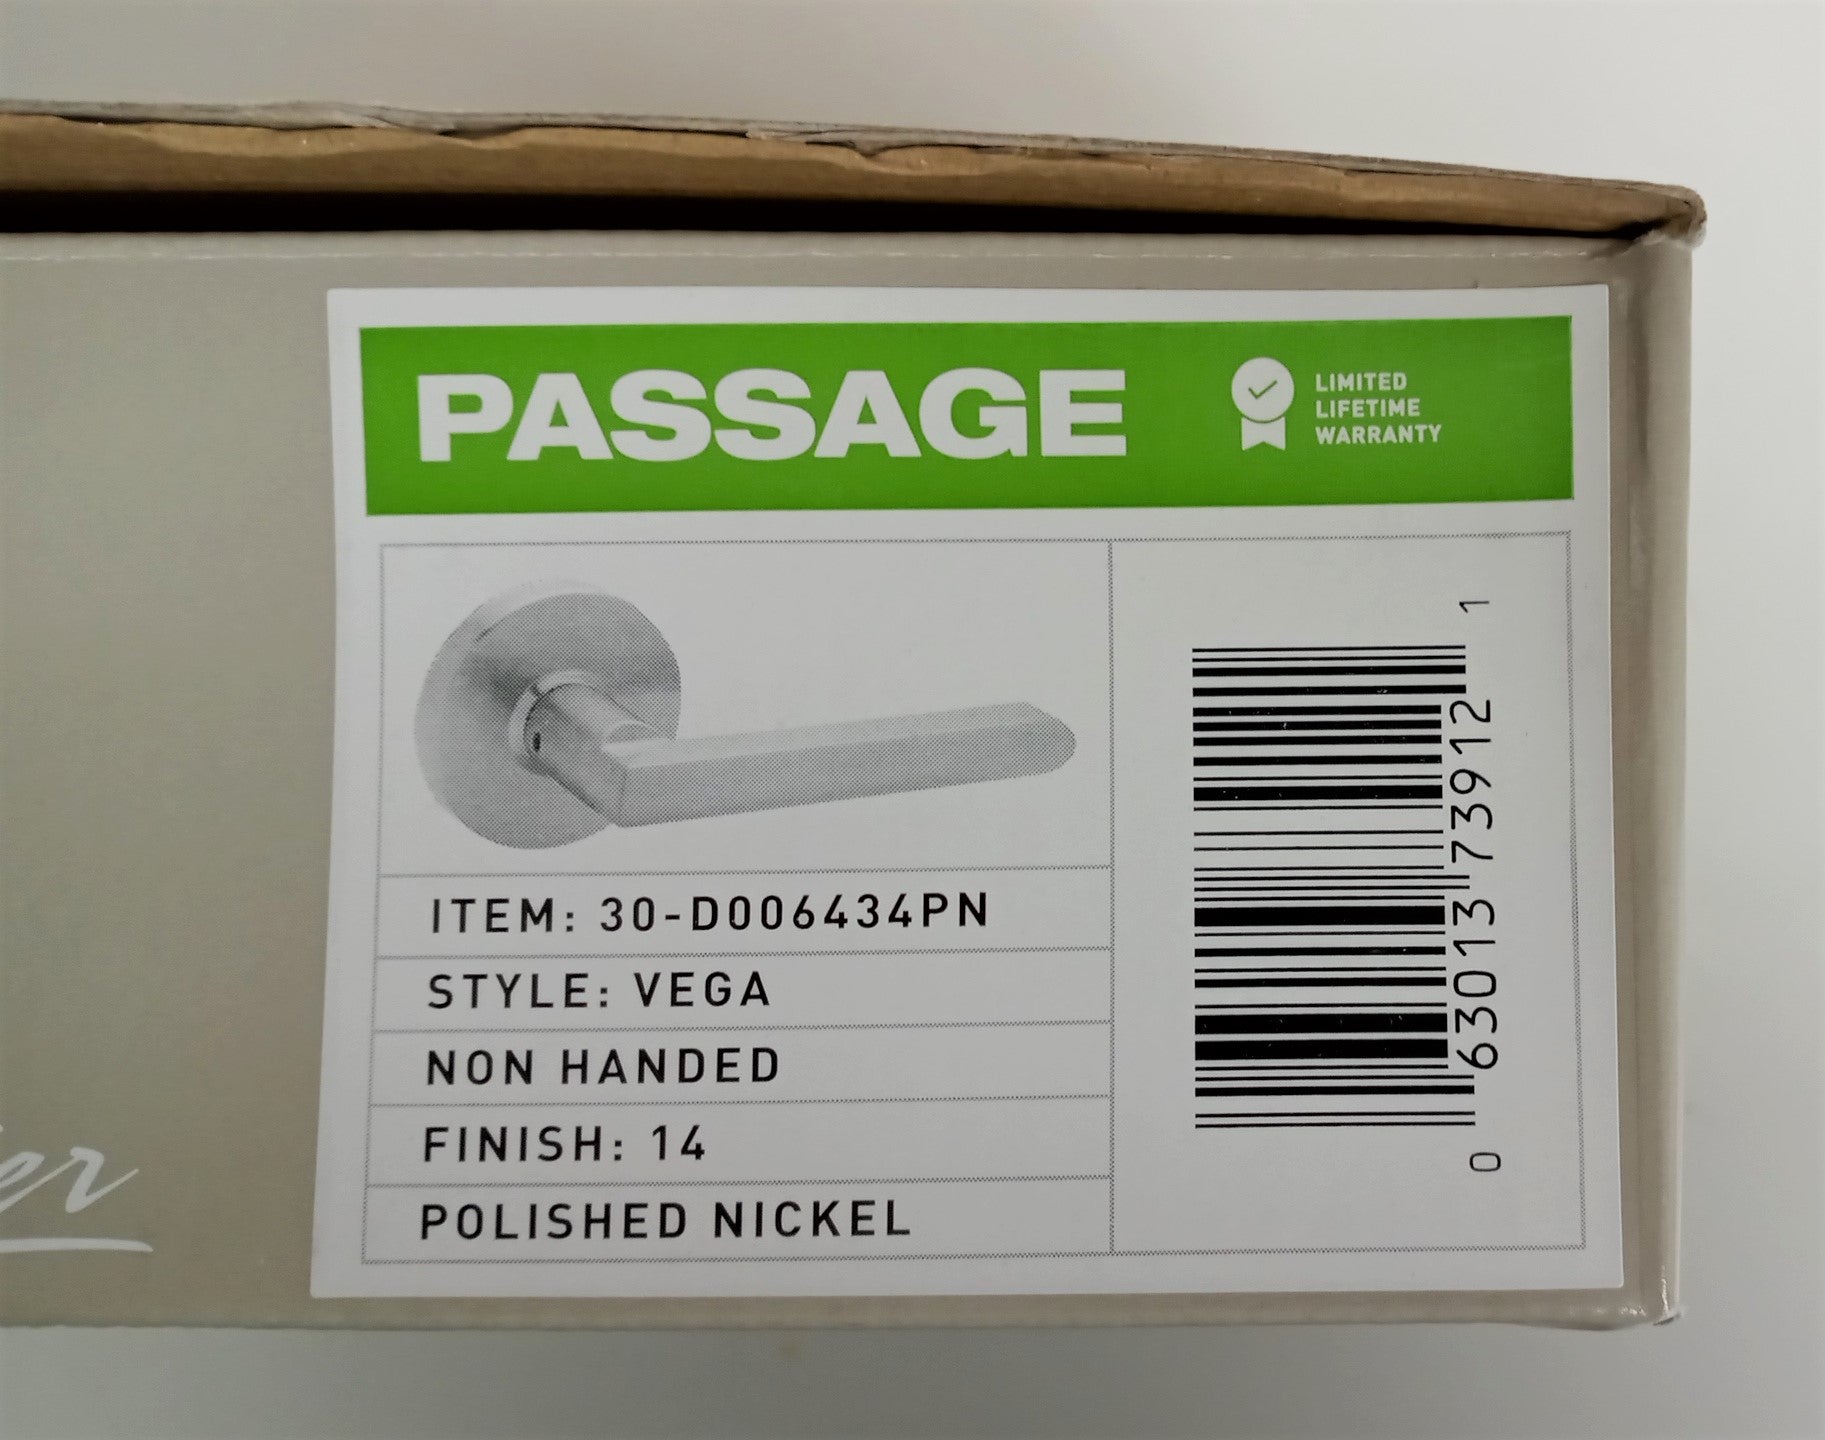 PASSAGE
LIMITED
LIFETIME
WARRANTY
ITEM: 30-D006434PN
STYLE: VEGA
NON HANDED
FINISH: 14
POLISHED NICKEL
0 63013 73912 1